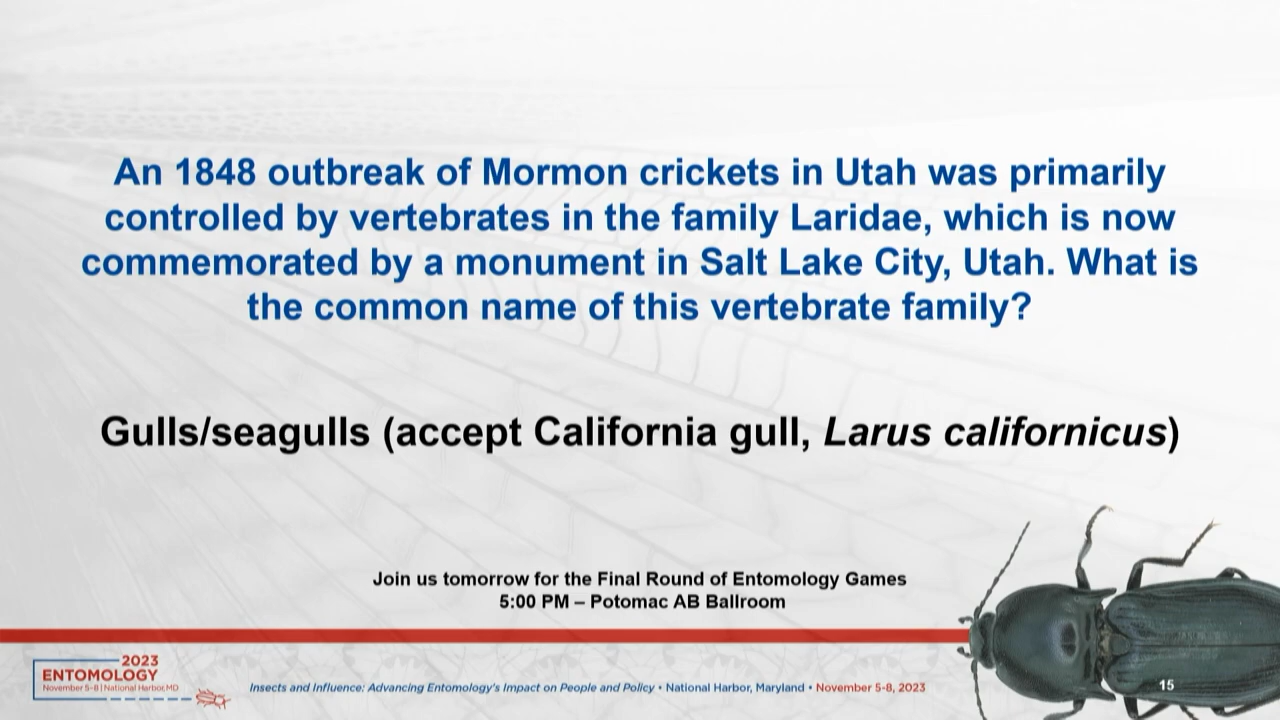 An 1848 outbreak of Mormon crickets in Utah was primarily
controlled by vertebrates in the family Laridae, which is now
commemorated by a monument in Salt Lake City, Utah. What is
the common name of this vertebrate family?
Gulls/seagulls (accept California gull, Larus californicus)
Join us tomorrow for the Final Round of Entomology Games
5:00 PM – Potomac AB Ballroom
2023
ENTOMOLOGY
November 5–8 | National Harbor, MD
Insects and Influence: Advancing Entomology's Impact on People and Policy • National Harbor, Maryland • November 5-8, 2023
15